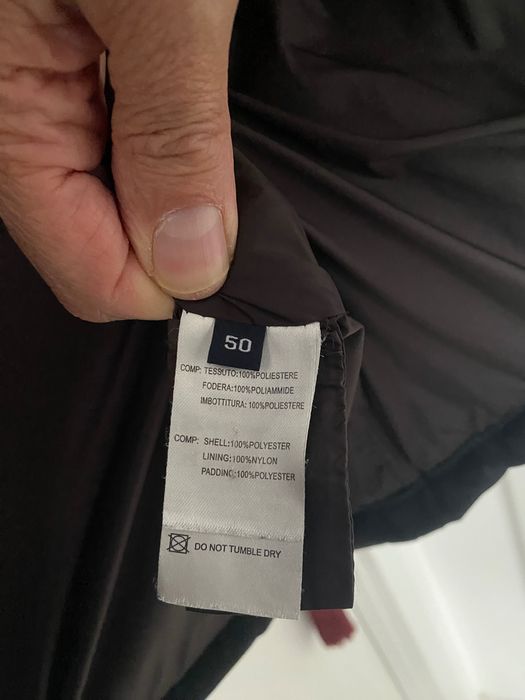 50
COMP: TESSUTO:100%POLIESTERE
FODERA:100%POLIAMMIDE
IMBOTTITURA: 100%POLIESTERE
COMP: SHELL:100%POLYESTER
LINING:100%NYLON
PADDING:100%POLYESTER
DO NOT TUMBLE DRY